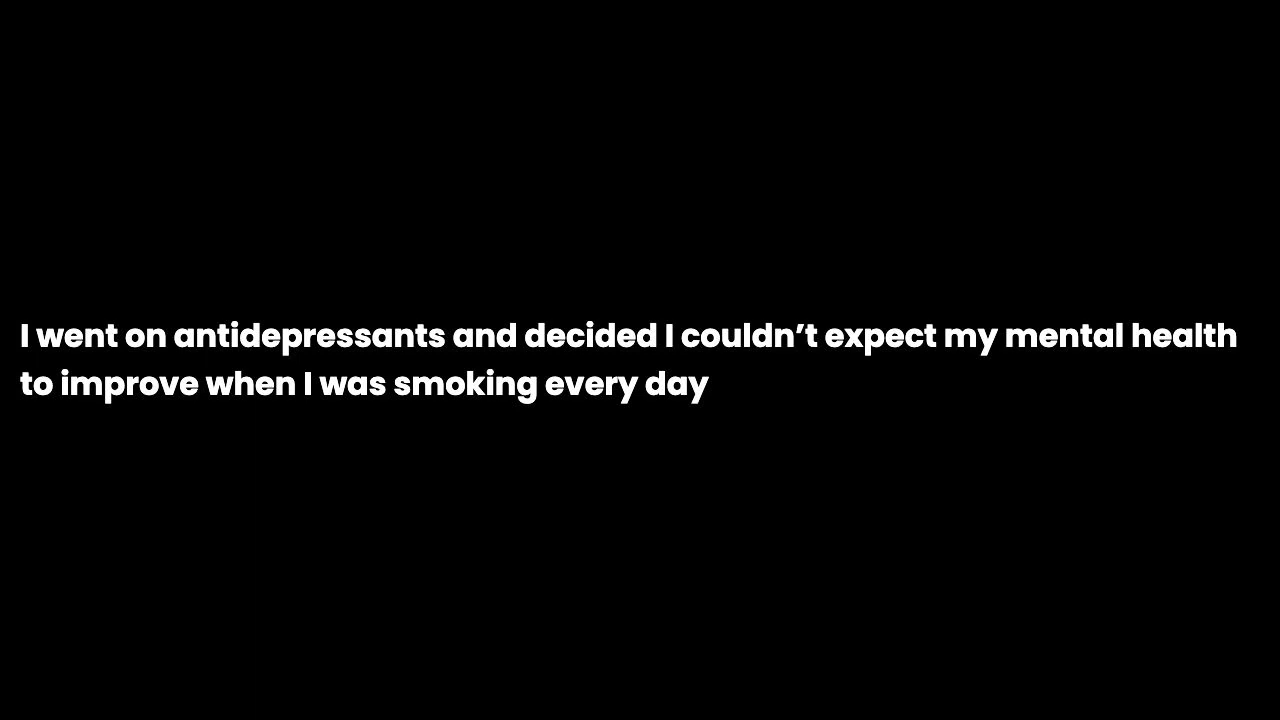 I went on antidepressants and decided I couldn’t expect my mental health
to improve when I was smoking every day